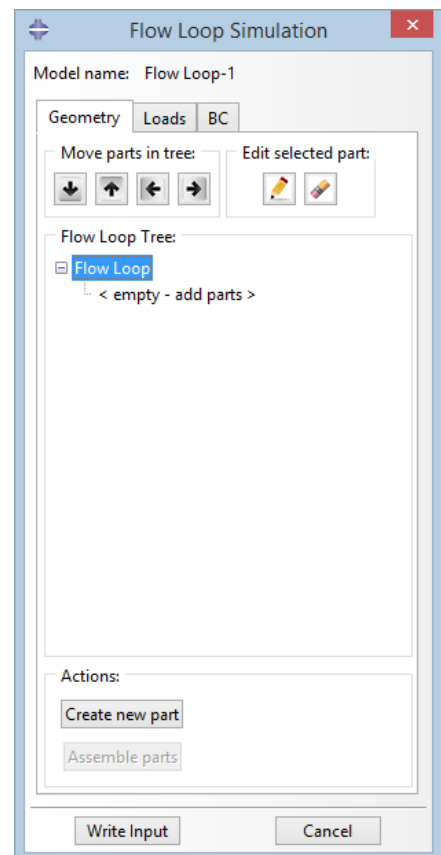 Flow Loop Simulation
Model name: Flow Loop-1
Geometry Loads BC
Move parts in tree: Edit selected part:
Flow Loop Tree:
Flow Loop
< empty - add parts >
Actions:
Create new part
Assemble parts
Write Input Cancel